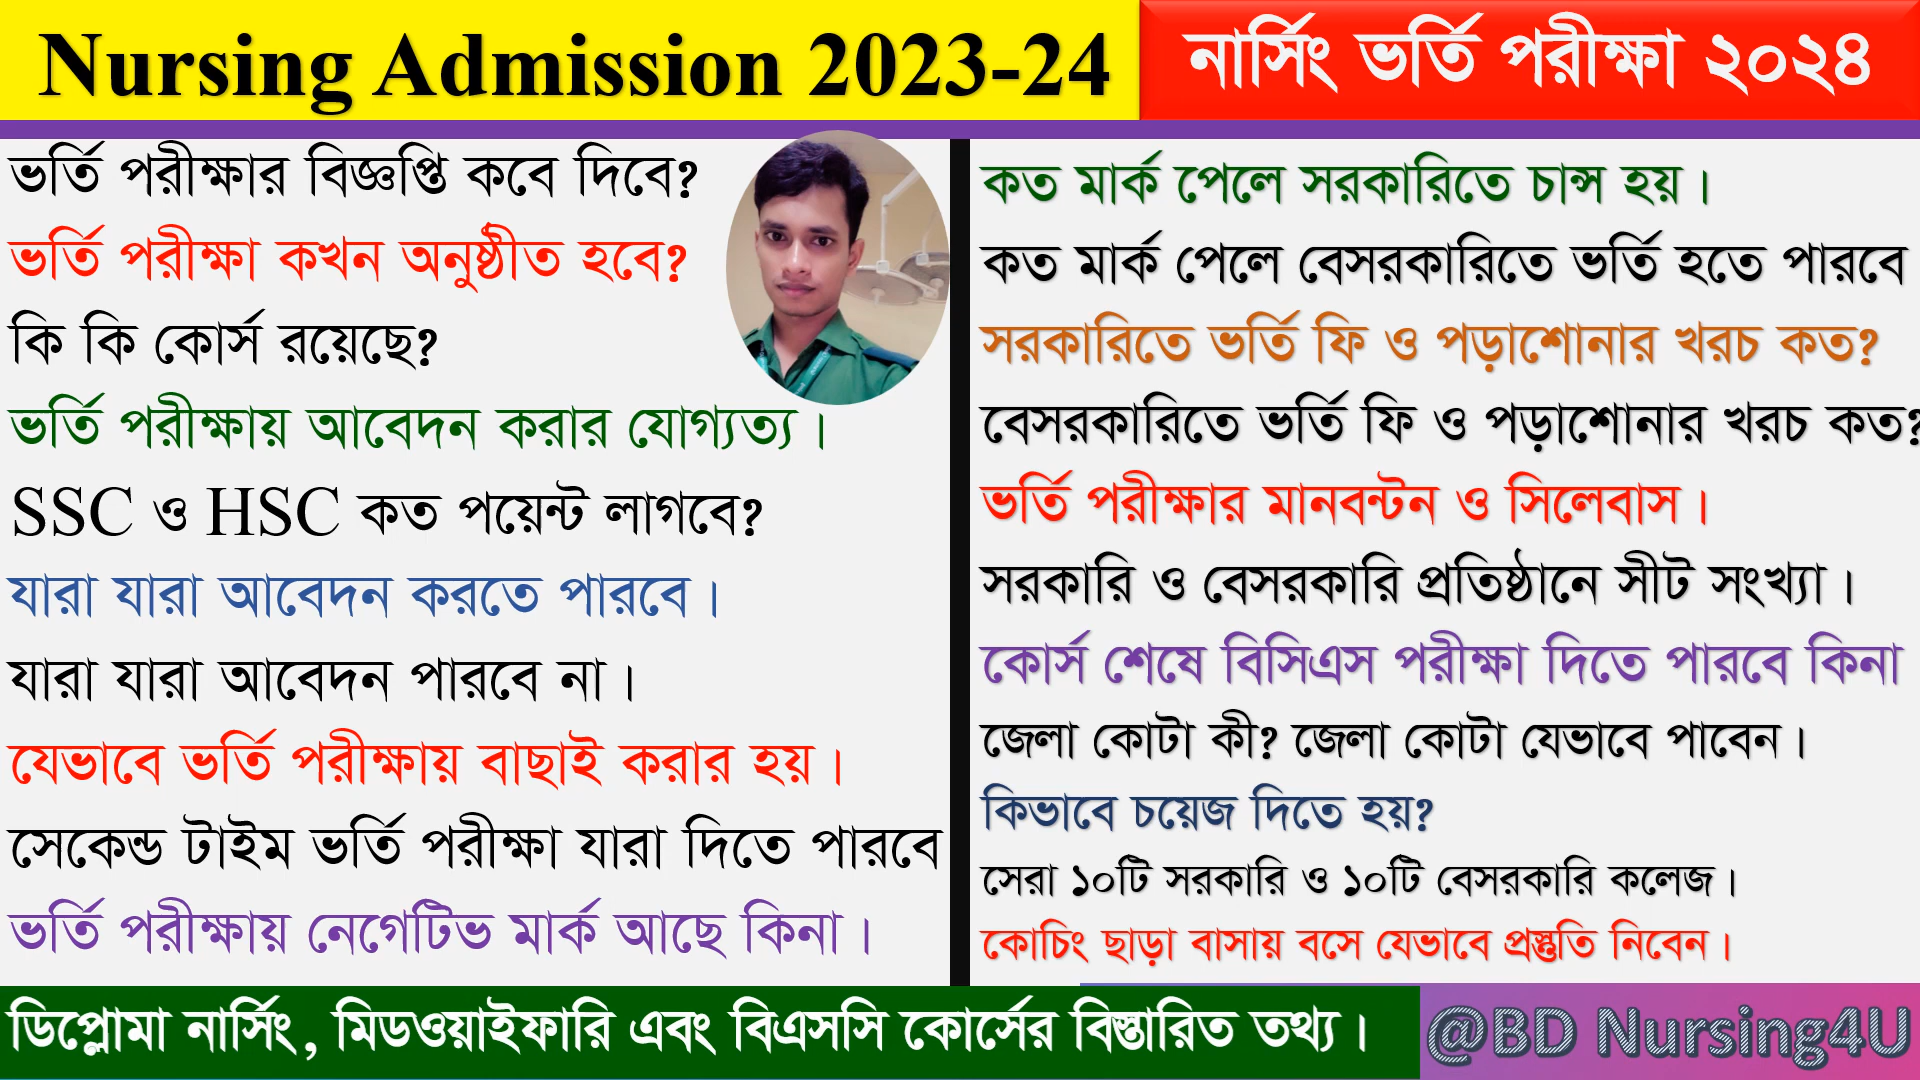 Nursing Admission 2023-24
নার্সিং ভর্তি পরীক্ষা ২০২৪
ভর্তি পরীক্ষার বিজ্ঞপ্তি কবে দিবে?
ভর্তি পরীক্ষা কখন অনুষ্ঠীত হবে?
কি কি কোর্স রয়েছে?
ভর্তি পরীক্ষায় আবেদন করার যোগ্যত্য।
SSC ও HSC কত পয়েন্ট লাগবে?
যারা যারা আবেদন করতে পারবে।
যারা যারা আবেদন পারবে না।
যেভাবে ভর্তি পরীক্ষায় বাছাই করার হয়।
সেকেন্ড টাইম ভর্তি পরীক্ষা যারা দিতে পারবে
ভর্তি পরীক্ষায় নেগেটিভ মার্ক আছে কিনা।
কত মার্ক পেলে সরকারিতে চান্স হয়।
কত মার্ক পেলে বেসরকারিতে ভর্তি হতে পারবে
সরকারিতে ভর্তি ফি ও পড়াশোনার খরচ কত?
বেসরকারিতে ভর্তি ফি ও পড়াশোনার খরচ কত?
ভর্তি পরীক্ষার মানবন্টন ও সিলেবাস।
সরকারি ও বেসরকারি প্রতিষ্ঠানে সীট সংখ্যা।
কোর্স শেষে বিসিএস পরীক্ষা দিতে পারবে কিনা
জেলা কোটা কী? জেলা কোটা যেভাবে পাবেন।
কিভাবে চয়েজ দিতে হয়?
সেরা ১০টি সরকারি ও ১০টি বেসরকারি কলেজ।
কোচিং ছাড়া বাসায় বসে যেভাবে প্রস্তুতি নিবেন।
ডিপ্লোমা নার্সিং, মিডওয়াইফারি এবং বিএসসি কোর্সের বিস্তারিত তথ্য।
@BD Nursing4U